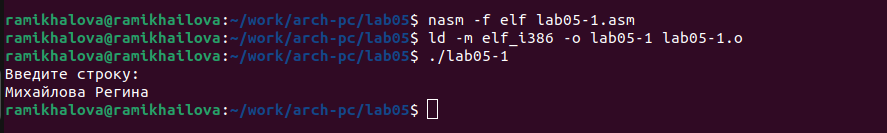 ramikhalova@ramikhailova:~/work/arch-pc/lab05$ nasm -f elf lab05-1.asm
ramikhalova@ramikhailova:~/work/arch-pc/lab05$ ld -m elf_i386 -o lab05-1 lab05-1.o
ramikhalova@ramikhailova:~/work/arch-pc/lab05$ ./lab05-1
Введите строку:
Михайлова Регина
ramikhalova@ramikhailova:~/work/arch-pc/lab05$